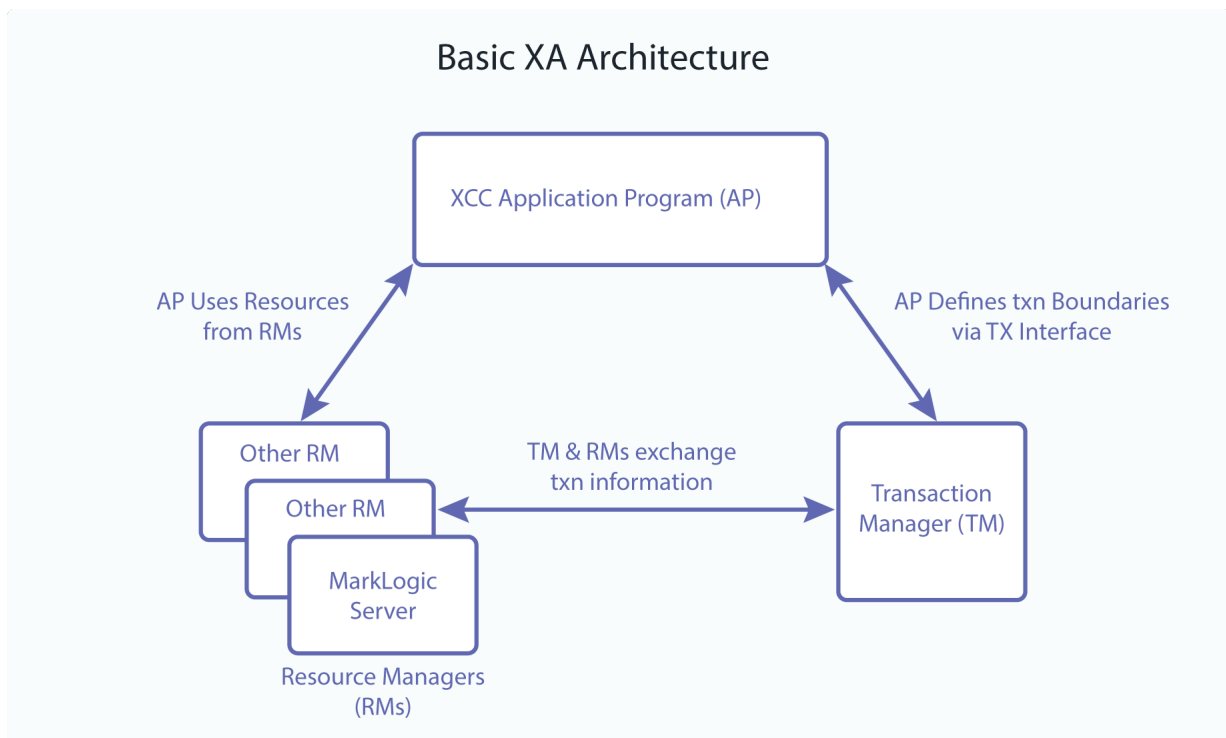 Basic XA Architecture
XCC Application Program (AP)
AP Uses Resources
from RMs
AP Defines txn Boundaries
via TX Interface
Other RM
Other RM
MarkLogic
Server
Resource Managers
(RMs)
TM & RMs exchange
txn information
Transaction
Manager (TM)